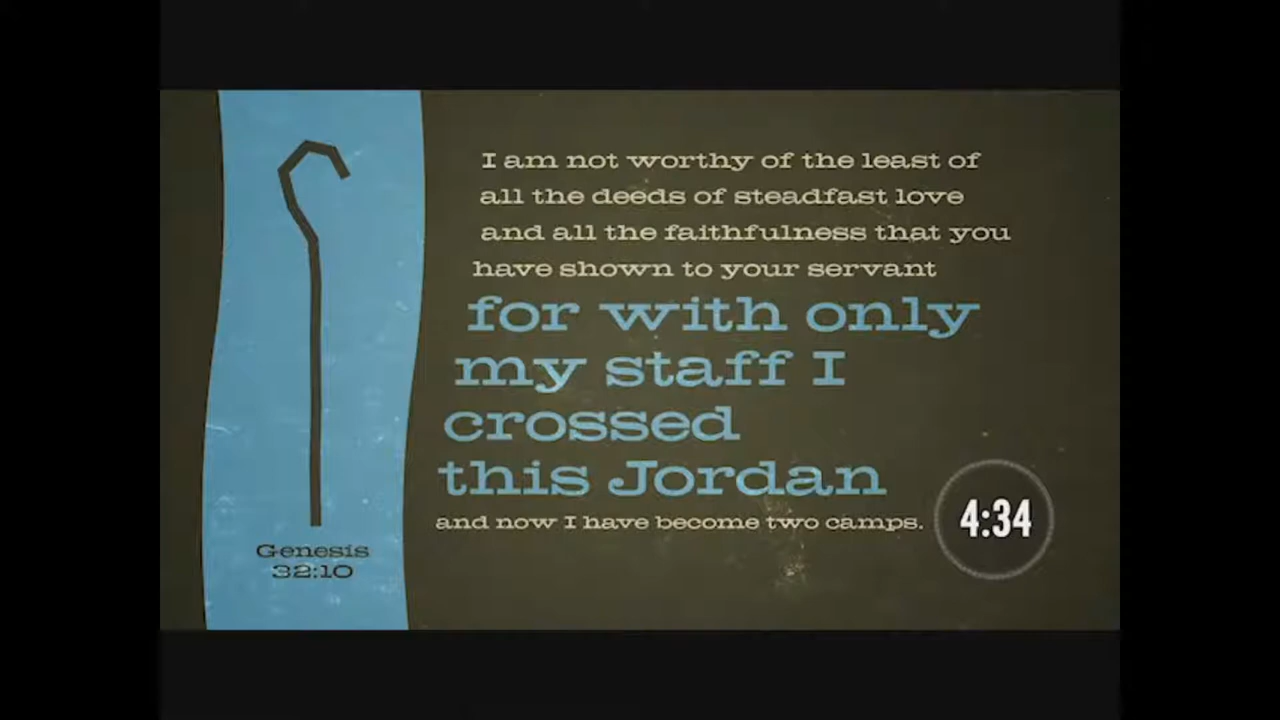 I am not worthy of the least of
all the deeds of steadfast love
and all the faithfulness that you
have shown to your servant
for with only
my staff I
crossed
this Jordan
and now I have become two camps.
Genesis
32:10
4:34